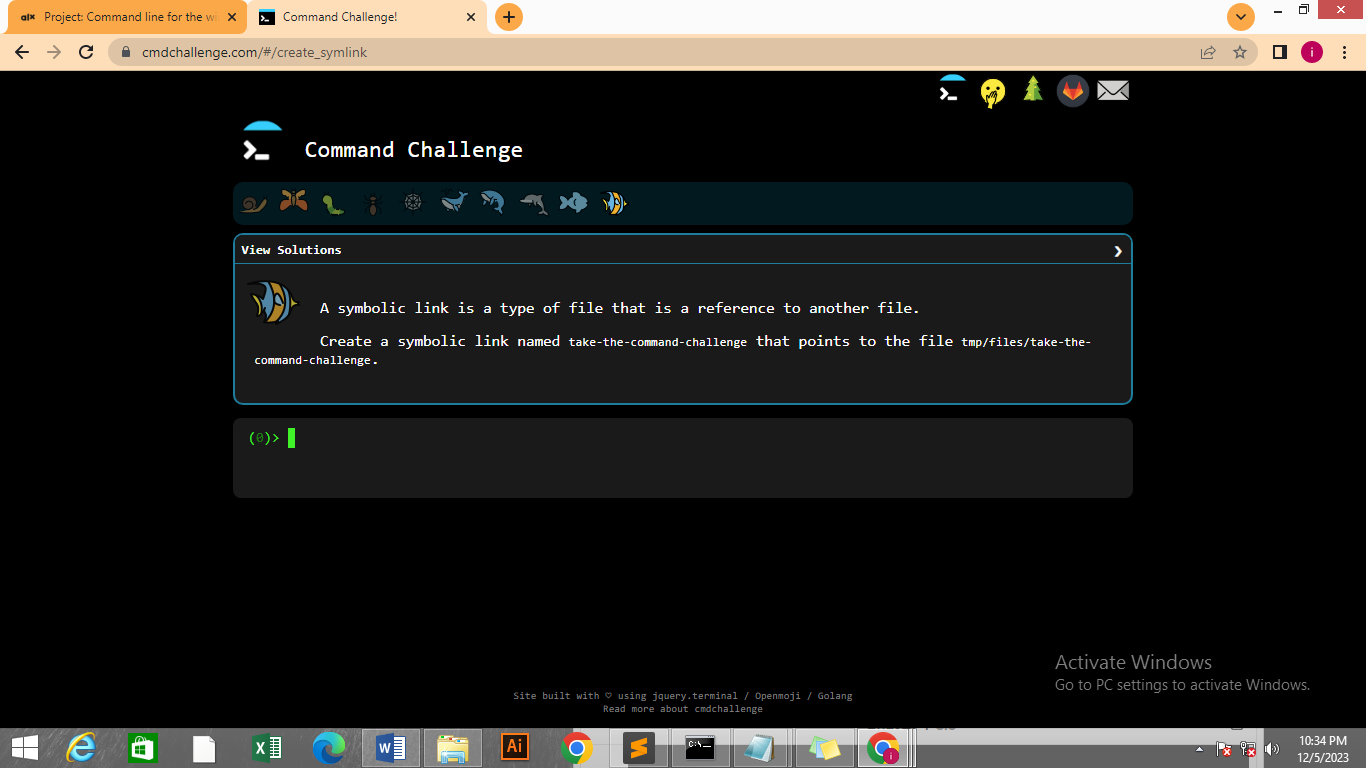 alx Project: Command line for the wi
Command Challenge!
cmdchallenge.com/#/create_symlink
i
Command Challenge
View Solutions
A symbolic link is a type of file that is a reference to another file.
Create a symbolic link named take-the-command-challenge that points to the file tmp/files/take-the-
command-challenge.
(0)>
Activate Windows
Go to PC settings to activate Windows.
Site built with ♡ using jquery.terminal / Openmoji / Golang
Read more about cmdchallenge
Ai
C:\._
i
10:34 PM
12/5/2023